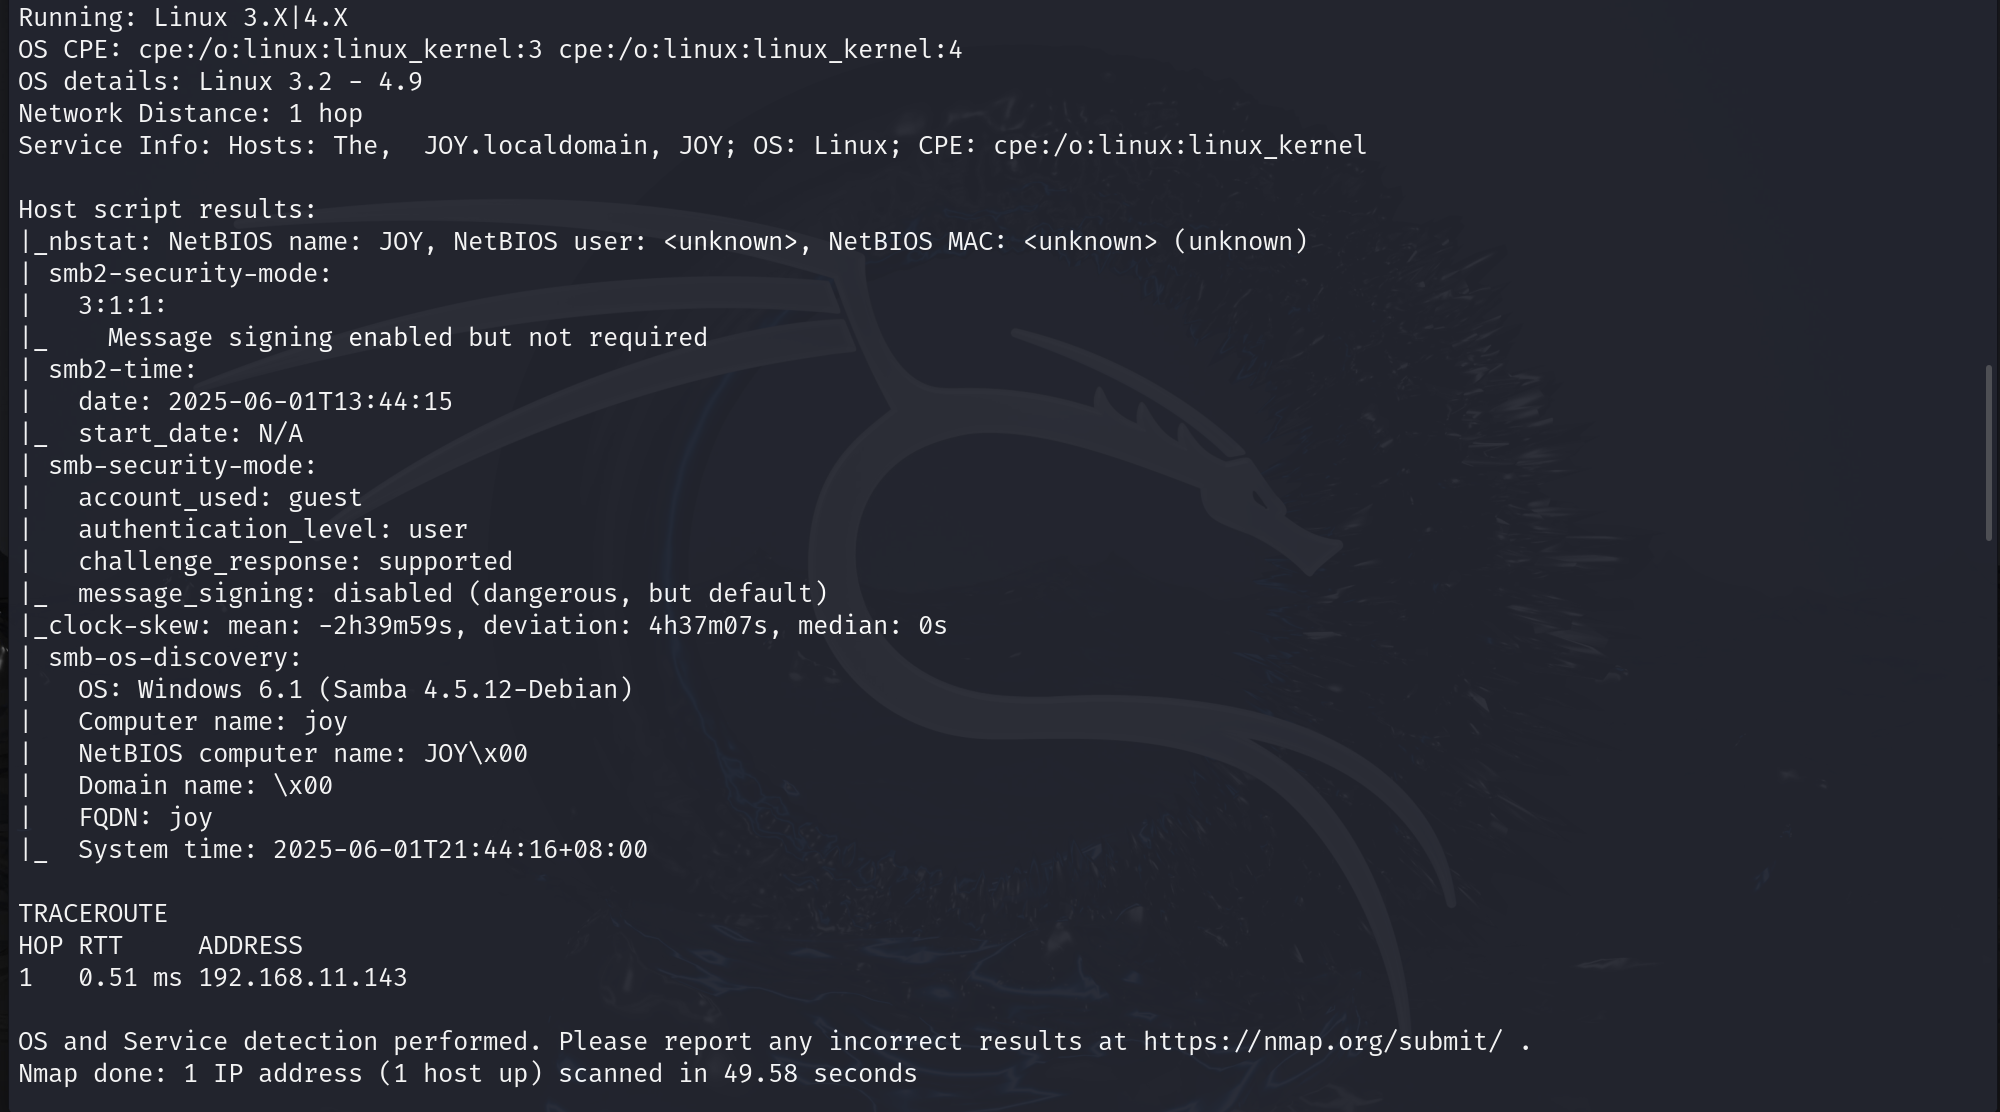 Running: Linux 3.X|4.X
OS CPE: cpe:/o:linux:linux_kernel:3 cpe:/o:linux:linux_kernel:4
OS details: Linux 3.2 - 4.9
Network Distance: 1 hop
Service Info: Hosts: The,  JOY.localdomain, JOY; OS: Linux; CPE: cpe:/o:linux:linux_kernel

Host script results:
|_nbstat: NetBIOS name: JOY, NetBIOS user: <unknown>, NetBIOS MAC: <unknown> (unknown)
| smb2-security-mode:
|   3:1:1:
|_    Message signing enabled but not required
| smb2-time:
|   date: 2025-06-01T13:44:15
|_  start_date: N/A
| smb-security-mode:
|   account_used: guest
|   authentication_level: user
|   challenge_response: supported
|_  message_signing: disabled (dangerous, but default)
|_clock-skew: mean: -2h39m59s, deviation: 4h37m07s, median: 0s
| smb-os-discovery:
|   OS: Windows 6.1 (Samba 4.5.12-Debian)
|   Computer name: joy
|   NetBIOS computer name: JOY\x00
|   Domain name: \x00
|   FQDN: joy
|_  System time: 2025-06-01T21:44:16+08:00

TRACEROUTE
HOP RTT     ADDRESS
1   0.51 ms 192.168.11.143

OS and Service detection performed. Please report any incorrect results at https://nmap.org/submit/ .
Nmap done: 1 IP address (1 host up) scanned in 49.58 seconds